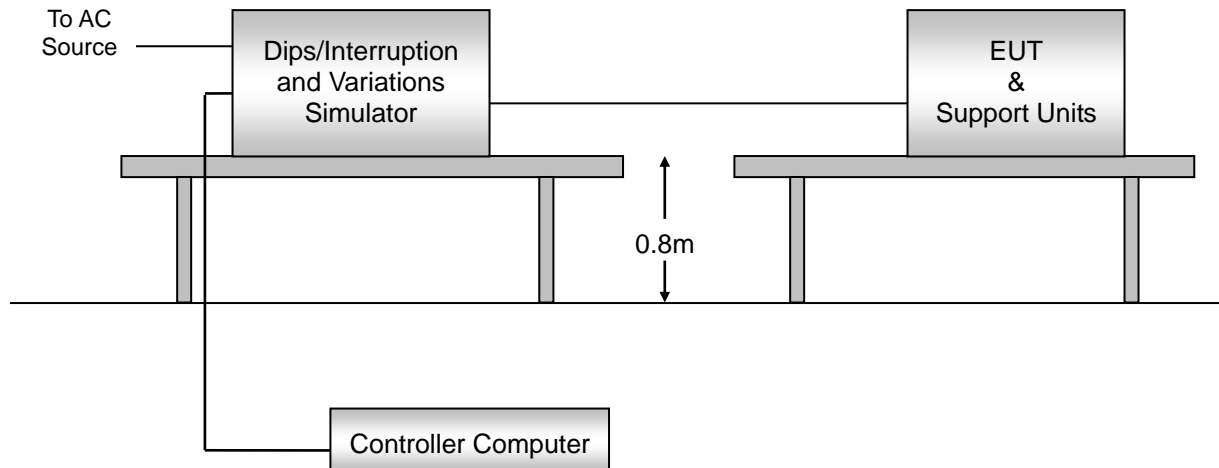 To AC
Source
Dips/Interruption
and Variations
Simulator
EUT
&
Support Units
0.8m
Controller Computer